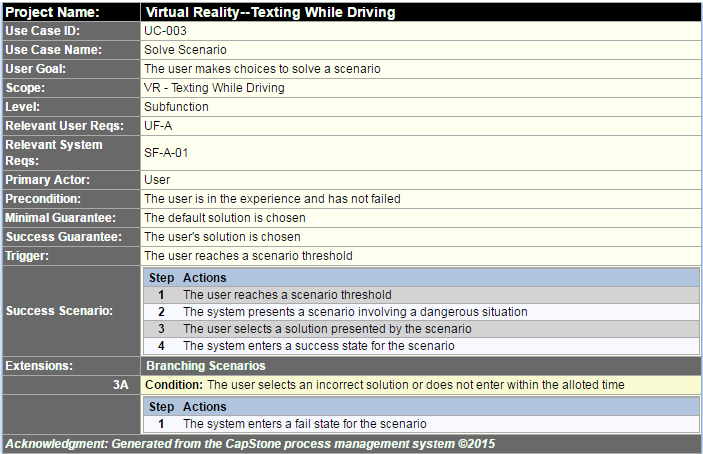 Project Name: Virtual Reality--Texting While Driving
Use Case ID: UC-003
Use Case Name: Solve Scenario
User Goal: The user makes choices to solve a scenario
Scope: VR - Texting While Driving
Level: Subfunction
Relevant User Reqs: UF-A
Relevant System
Reqs: SF-A-01
Primary Actor: User
Precondition: The user is in the experience and has not failed
Minimal Guarantee: The default solution is chosen
Success Guarantee: The user's solution is chosen
Trigger: The user reaches a scenario threshold
Success Scenario:
Step Actions
1 The user reaches a scenario threshold
2 The system presents a scenario involving a dangerous situation
3 The user selects a solution presented by the scenario
4 The system enters a success state for the scenario
Extensions: Branching Scenarios
3A Condition: The user selects an incorrect solution or does not enter within the alloted time
Step Actions
1 The system enters a fail state for the scenario
Acknowledgment: Generated from the CapStone process management system ©2015